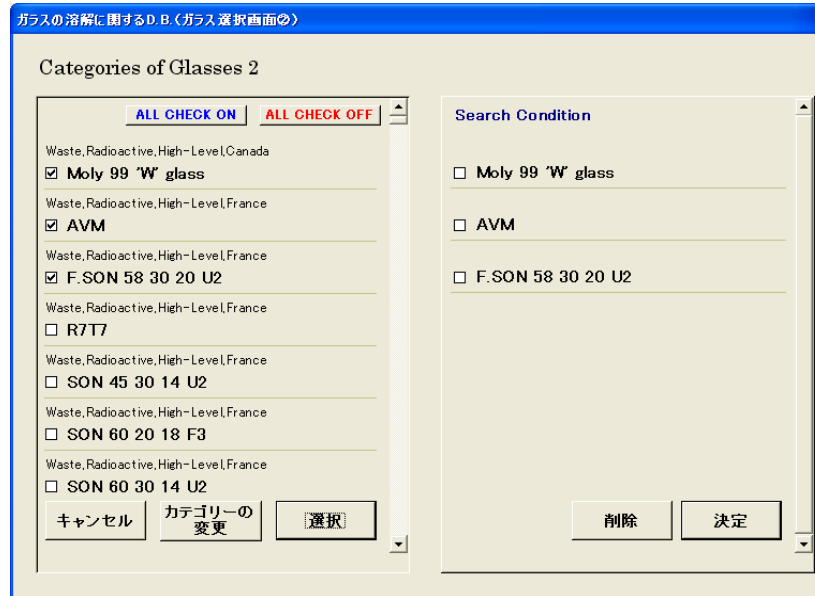 ガラスの溶解に関するD.B.(ガラス選択画面②)
Categories of Glasses 2
ALL CHECK ON ALL CHECK OFF
Waste,Radioactive,High-Level,Canada
Moly 99 'W' glass
Waste,Radioactive,High-Level,France
AVM
Waste,Radioactive,High-Level,France
F.SON 58 30 20 U2
Waste,Radioactive,High-Level,France
R7T7
Waste,Radioactive,High-Level,France
SON 45 30 14 U2
Waste,Radioactive,High-Level,France
SON 60 20 18 F3
Waste,Radioactive,High-Level,France
SON 60 30 14 U2
キャンセル
カテゴリーの
変更
選択
Search Condition
Moly 99 'W' glass
AVM
F.SON 58 30 20 U2
削除
決定